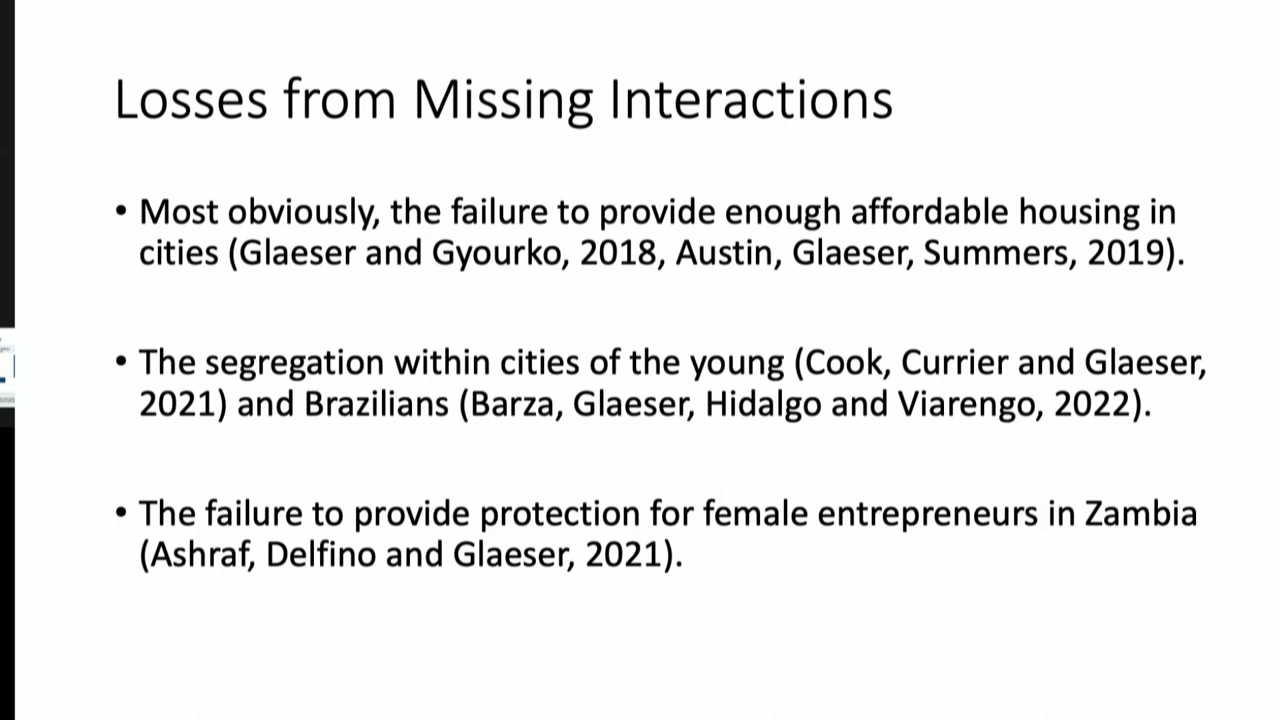 Losses from Missing Interactions
• Most obviously, the failure to provide enough affordable housing in
cities (Glaeser and Gyourko, 2018, Austin, Glaeser, Summers, 2019).
• The segregation within cities of the young (Cook, Currier and Glaeser,
2021) and Brazilians (Barza, Glaeser, Hidalgo and Viarengo, 2022).
• The failure to provide protection for female entrepreneurs in Zambia
(Ashraf, Delfino and Glaeser, 2021).